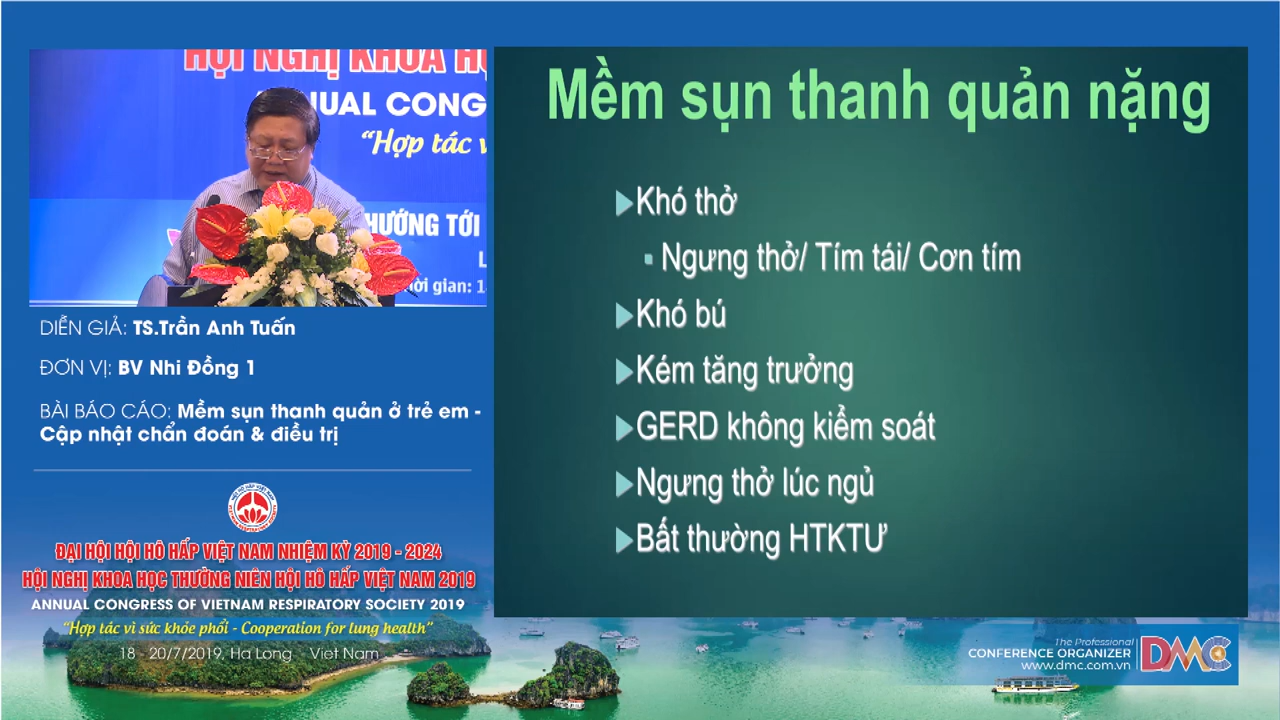 HỘI NGHỊ KHOA
ANNUAL CONG
“Hợp tác v
HƯỚNG TỚI
DIỄN GIẢ: TS.Trần Anh Tuấn
ĐƠN VỊ: BV Nhi Đồng 1
BÀI BÁO CÁO: Mềm sụn thanh quản ở trẻ em -
Cập nhật chẩn đoán & điều trị
ĐẠI HỘI HỘI HÔ HẤP VIỆT NAM NHIỆM KỲ 2019 - 2024
HỘI NGHỊ KHOA HỌC THƯỜNG NIÊN HỘI HÔ HẤP VIỆT NAM 2019
ANNUAL CONGRESS OF VIETNAM RESPIRATORY SOCIETY 2019
“Hợp tác vì sức khỏe phổi - Cooperation for lung health”
18 - 20/7/2019, Ha Long - Viet Nam
Mềm sụn thanh quản nặng
Khó thở
Ngưng thở/ Tím tái/ Cơn tím
Khó bú
Kém tăng trưởng
GERD không kiểm soát
Ngưng thở lúc ngủ
Bất thường HTKTƯ
The Professional
CONFERENCE ORGANIZER
www.dmc.com.vn
DMC